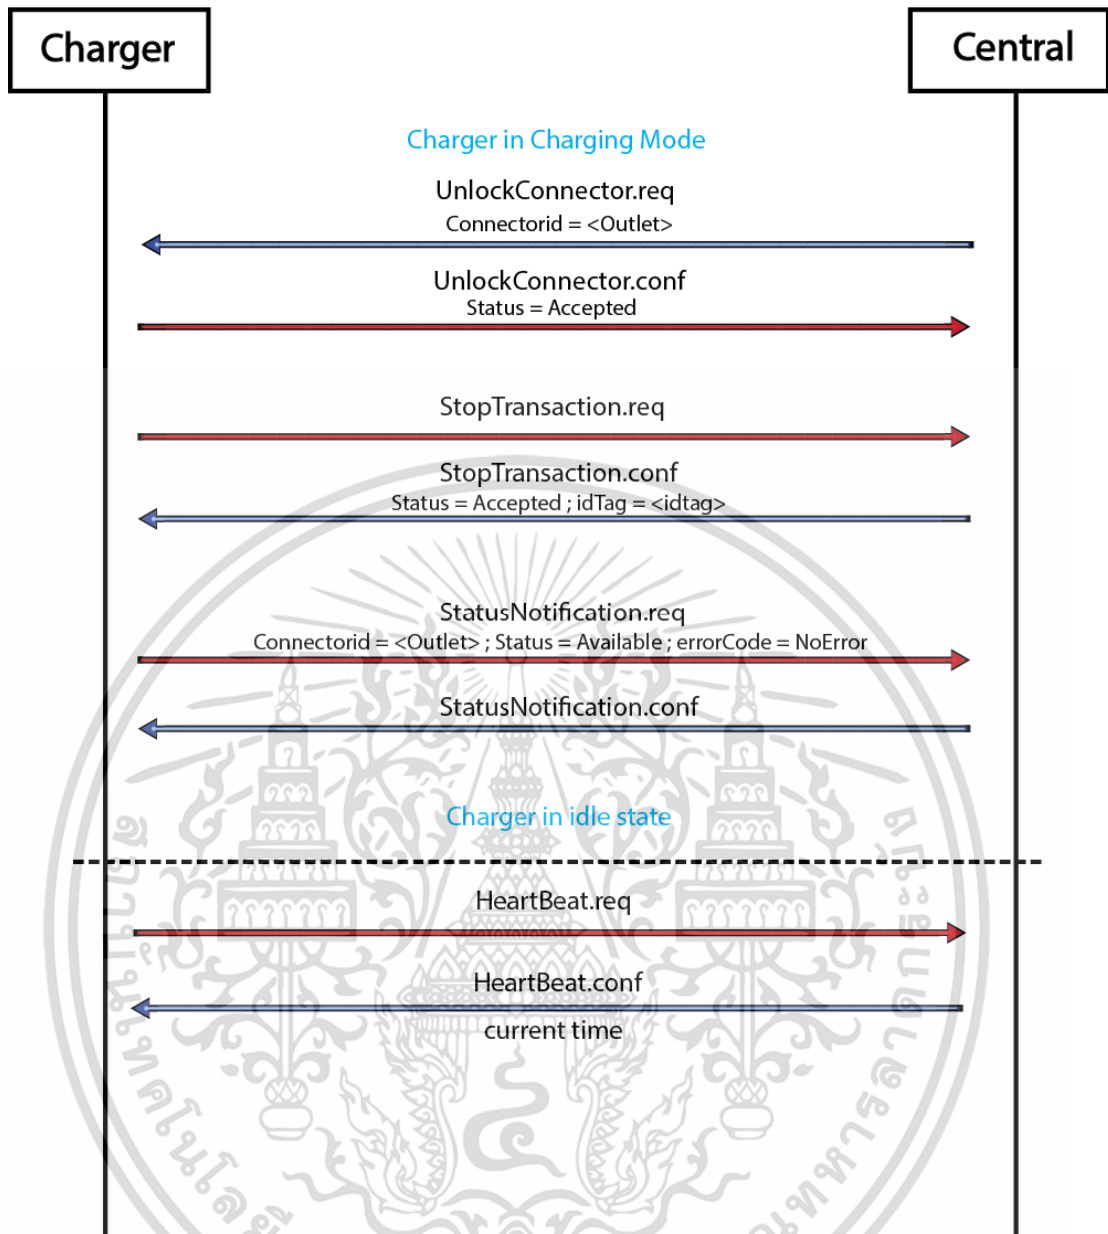 Charger
Central
Charger in Charging Mode
UnlockConnector.req
Connectorid = <Outlet>
UnlockConnector.conf
Status = Accepted
StopTransaction.req
StopTransaction.conf
Status = Accepted ; idTag = <idtag>
StatusNotification.req
Connectorid = <Outlet> ; Status = Available ; errorCode = NoError
StatusNotification.conf
Charger in idle state
HeartBeat.req
HeartBeat.conf
current time